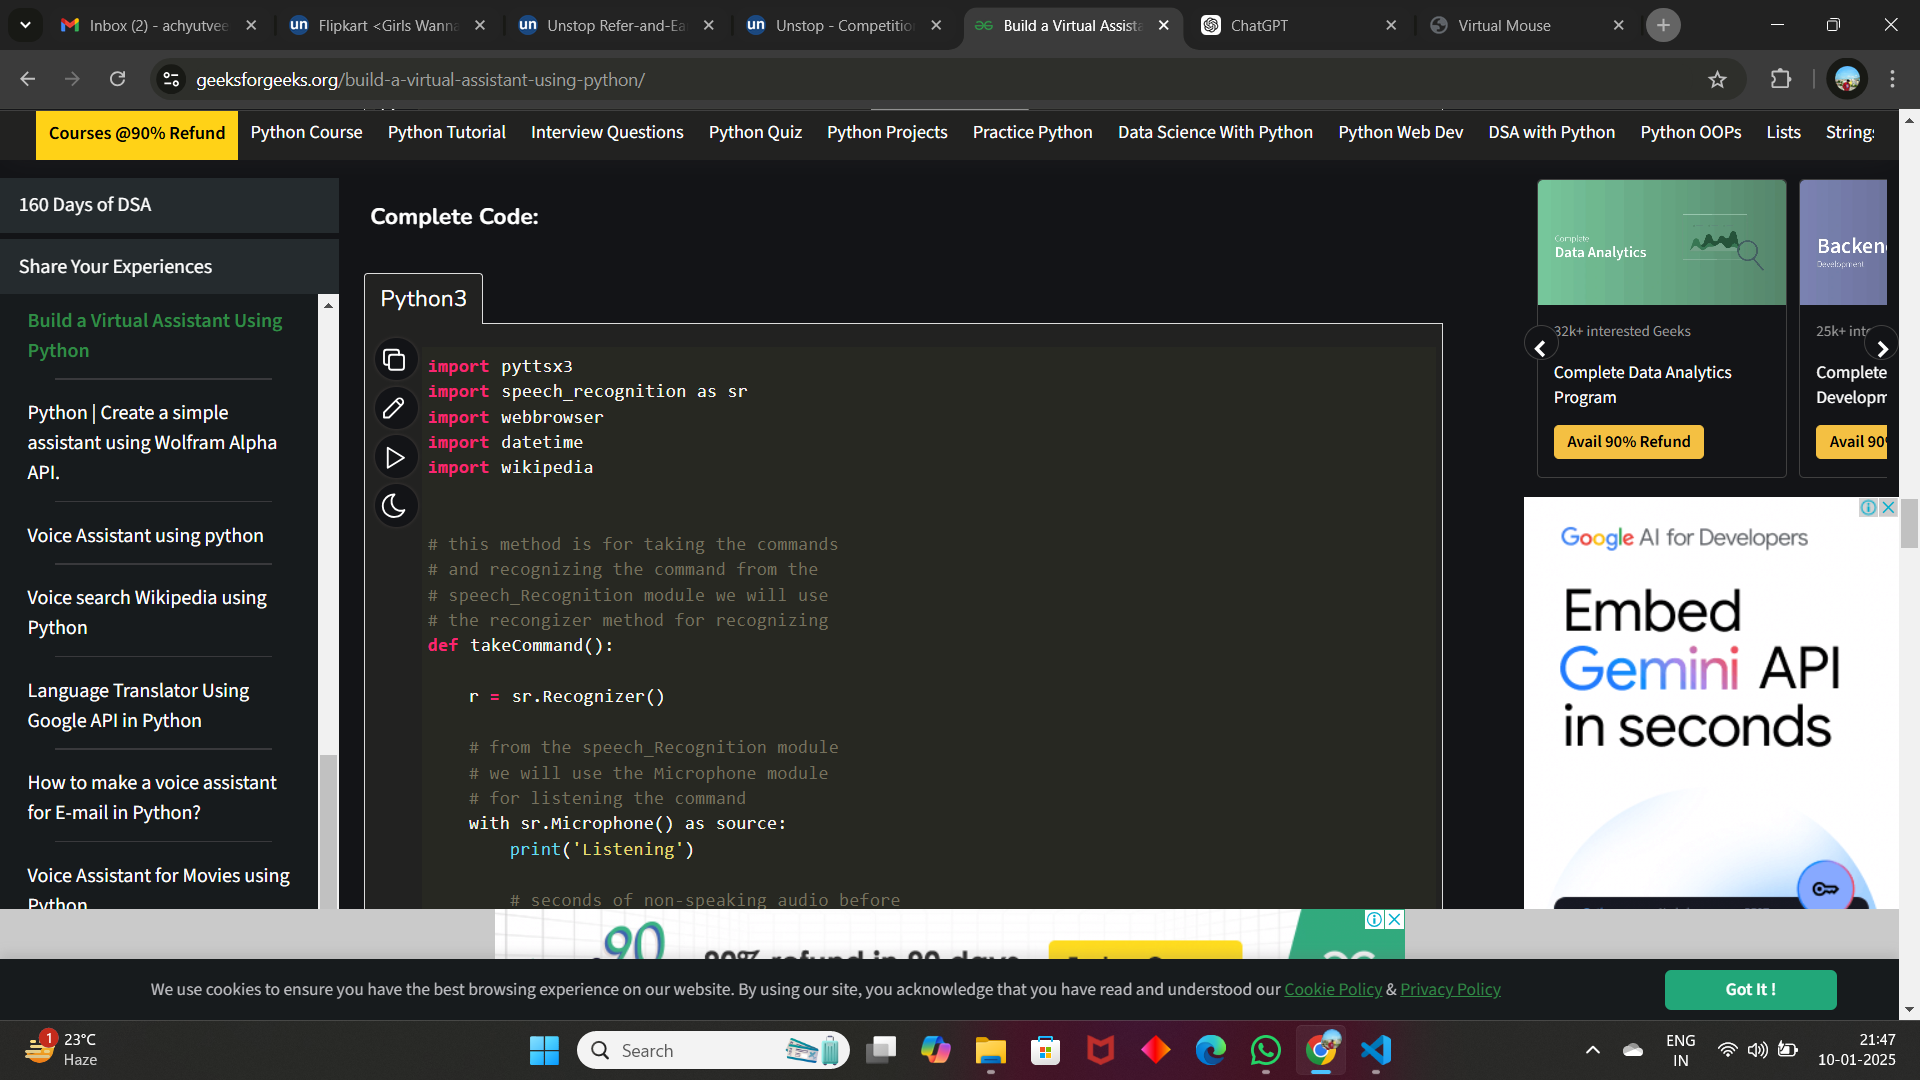 Inbox (2) - achyutvee
Flipkart <Girls Wanna
Unstop Refer-and-Ea
Unstop - Competitio
Build a Virtual Assista
ChatGPT
Virtual Mouse
geeksforgeeks.org/build-a-virtual-assistant-using-python/
Courses @90% Refund
Python Course
Python Tutorial
Interview Questions
Python Quiz
Python Projects
Practice Python
Data Science With Python
Python Web Dev
DSA with Python
Python OOPs
Lists
String
160 Days of DSA
Share Your Experiences
Build a Virtual Assistant Using
Python
Python | Create a simple
assistant using Wolfram Alpha
API.
Voice Assistant using python
Voice search Wikipedia using
Python
Language Translator Using
Google API in Python
How to make a voice assistant
for E-mail in Python?
Voice Assistant for Movies using
Python
Complete Code:
Python3
import pyttsx3
import speech_recognition as sr
import webbrowser
import datetime
import wikipedia
# this method is for taking the commands
# and recognizing the command from the
# speech_Recognition module we will use
# the recongizer method for recognizing
def takeCommand():
r = sr.Recognizer()
# from the speech_Recognition module
# we will use the Microphone module
# for listening the command
with sr.Microphone() as source:
print('Listening')
# seconds of non-speaking audio before
Complete
Data Analytics
32k+ interested Geeks
Complete Data Analytics
Program
Avail 90% Refund
Backen
Development
25k+ int
Complete
Developm
Avail 90
Google AI for Developers
Embed
Gemini API
in seconds
90
90% refund in 90 days
We use cookies to ensure you have the best browsing experience on our website. By using our site, you acknowledge that you have read and understood our Cookie Policy & Privacy Policy
Got It !
1
23°C
Haze
Search
ENG
IN
21:47
10-01-2025